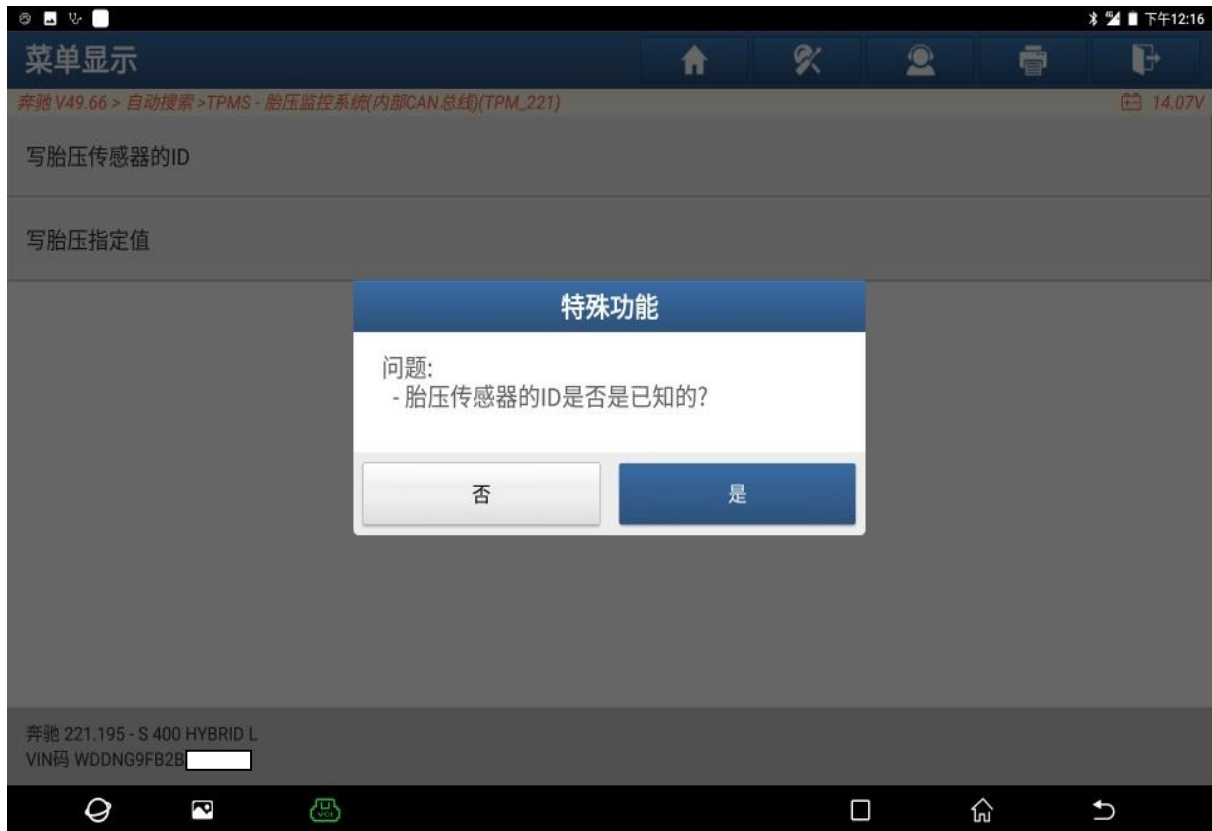 4G 下午12:16
菜单显示
奔驰 V49.66 > 自动搜索 >TPMS - 胎压监控系统(内部CAN总线)(TPM_221) 14.07V
写胎压传感器的ID
写胎压指定值
特殊功能
问题:
- 胎压传感器的ID是否是已知的?
否 是
奔驰 221.195 - S 400 HYBRID L
VIN码 WDDNG9FB2B
VCI